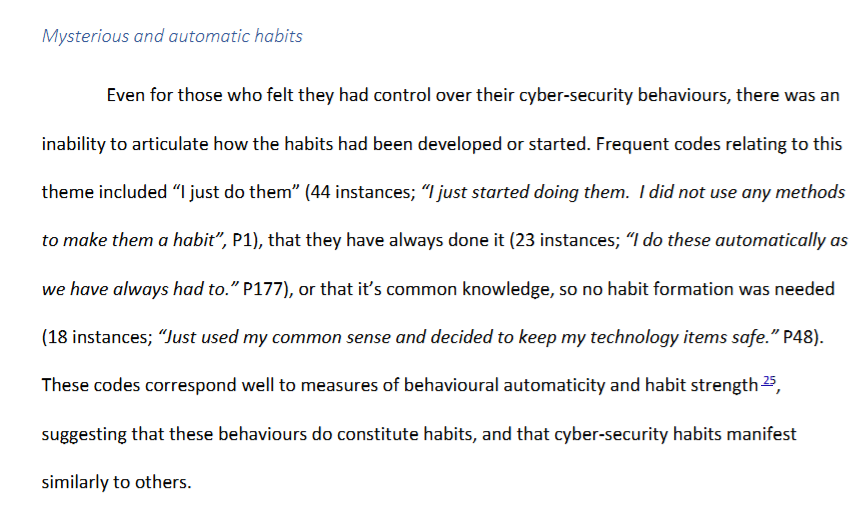 Mysterious and automatic habits
Even for those who felt they had control over their cyber-security behaviours, there was an
inability to articulate how the habits had been developed or started. Frequent codes relating to this
theme included “I just do them” (44 instances; “I just started doing them.  I did not use any methods
to make them a habit”, P1), that they have always done it (23 instances; “I do these automatically as
we have always had to.” P177), or that it’s common knowledge, so no habit formation was needed
(18 instances; “Just used my common sense and decided to keep my technology items safe.” P48).
These codes correspond well to measures of behavioural automaticity and habit strength 25,
suggesting that these behaviours do constitute habits, and that cyber-security habits manifest
similarly to others.